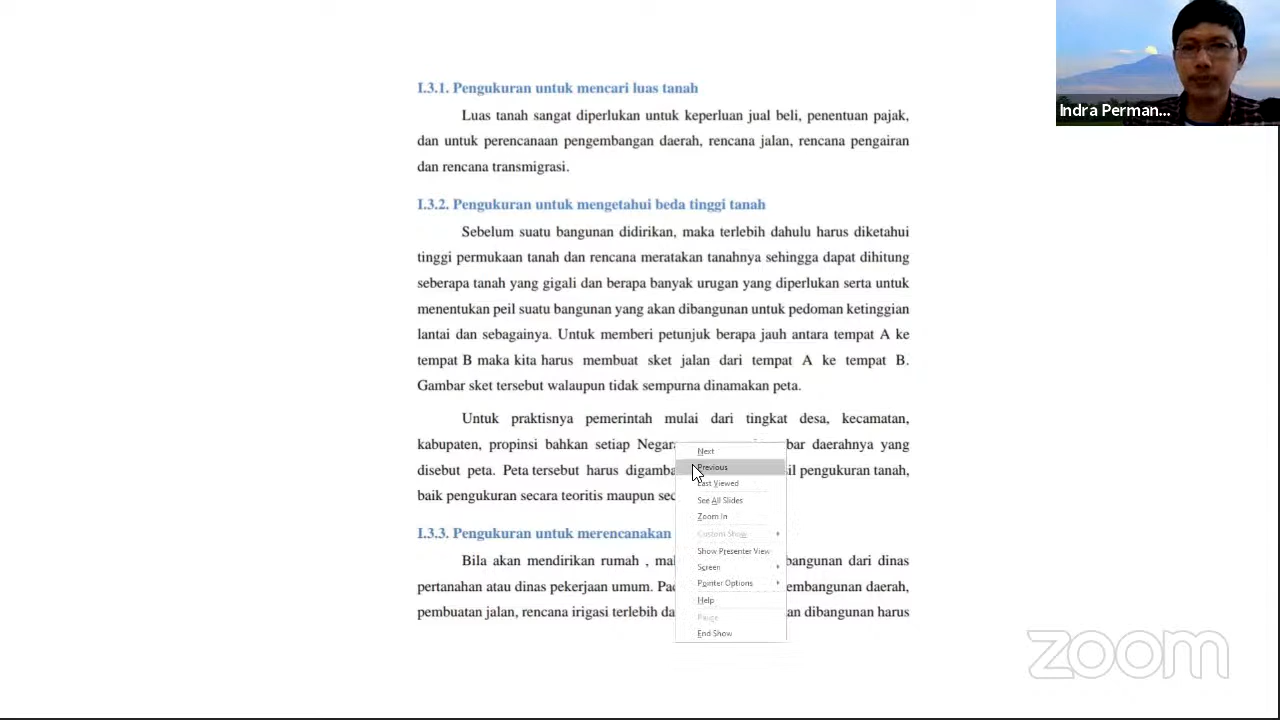 I.3.1. Pengukuran untuk mencari luas tanah
Luas tanah sangat diperlukan untuk keperluan jual beli, penentuan pajak,
dan untuk perencanaan pengembangan daerah, rencana jalan, rencana pengairan
dan rencana transmigrasi.
I.3.2. Pengukuran untuk mengetahui beda tinggi tanah
Sebelum suatu bangunan didirikan, maka terlebih dahulu harus diketahui
tinggi permukaan tanah dan rencana meratakan tanahnya sehingga dapat dihitung
seberapa tanah yang gigali dan berapa banyak urugan yang diperlukan serta untuk
menentukan peil suatu bangunan yang akan dibangunan untuk pedoman ketinggian
lantai dan sebagainya. Untuk memberi petunjuk berapa jauh antara tempat A ke
tempat B maka kita harus membuat sket jalan dari tempat A ke tempat B.
Gambar sket tersebut walaupun tidak sempurna dinamakan peta.
Untuk praktisnya pemerintah mulai dari tingkat desa, kecamatan,
kabupaten, propinsi bahkan setiap Negara bar daerahnya yang
disebut peta. Peta tersebut harus digamba il pengukuran tanah,
baik pengukuran secara teoritis maupun sec
I.3.3. Pengukuran untuk merencanakan
Bila akan mendirikan rumah , mal bangunan dari dinas
pertanahan atau dinas pekerjaan umum. Pad embangunan daerah,
pembuatan jalan, rencana irigasi terlebih da an dibangunan harus
Next
Previous
Last Viewed
See All Slides
Zoom In
Custom Show
Show Presenter View
Screen
Pointer Options
Help
Pause
End Show
Indra Perman...
zoom